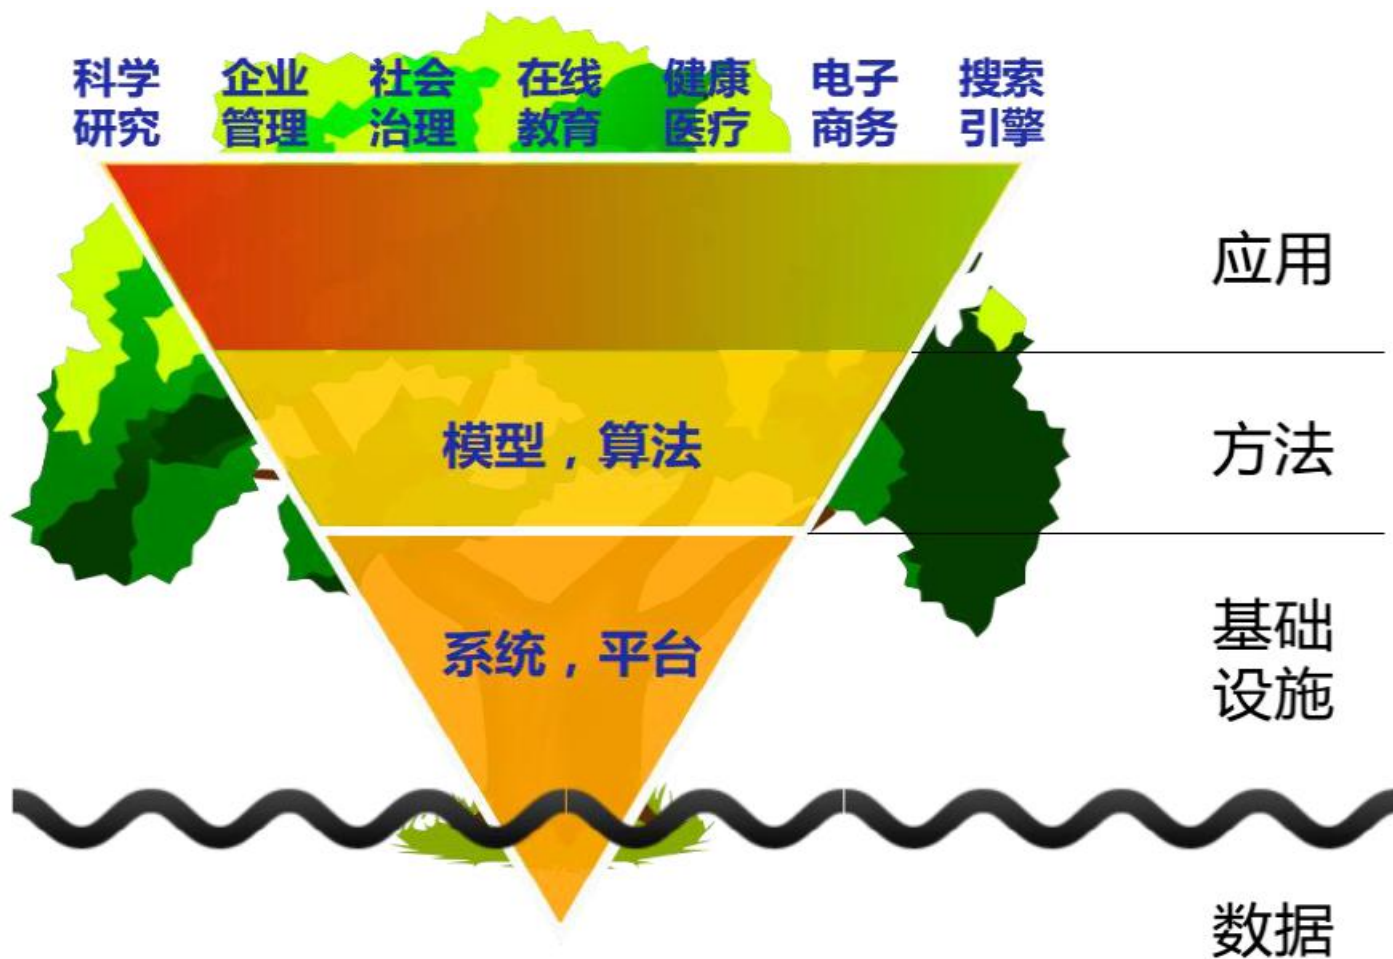 科学 企业 社会 在线 健康 电子 搜索
研究 管理 治理 教育 医疗 商务 引擎
应用
模型，算法
方法
系统，平台
基础
设施
数据